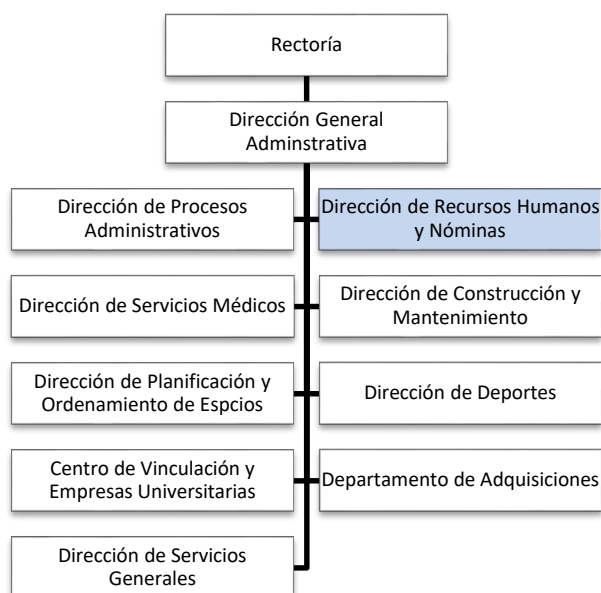 Rectoría
Dirección General
Adminstrativa
Dirección de Procesos
Administrativos
Dirección de Recursos Humanos
y Nóminas
Dirección de Servicios Médicos
Dirección de Construcción y
Mantenimiento
Dirección de Planificación y
Ordenamiento de Espcios
Dirección de Deportes
Centro de Vinculación y
Empresas Universitarias
Departamento de Adquisiciones
Dirección de Servicios
Generales